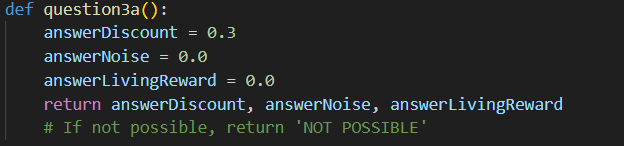 def question3a():
    answerDiscount = 0.3
    answerNoise = 0.0
    answerLivingReward = 0.0
    return answerDiscount, answerNoise, answerLivingReward
    # If not possible, return 'NOT POSSIBLE'